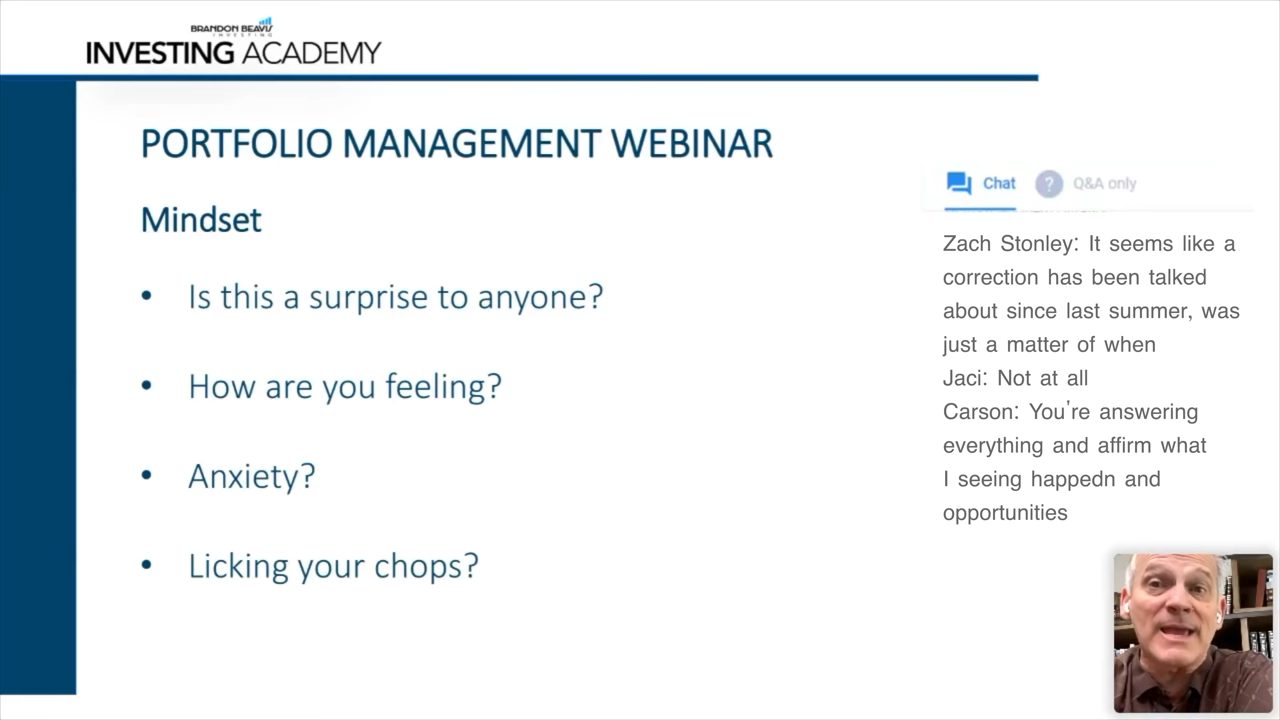 BRANDON BEAVIS
INVESTING
INVESTING ACADEMY
PORTFOLIO MANAGEMENT WEBINAR
Mindset
• Is this a surprise to anyone?
• How are you feeling?
• Anxiety?
• Licking your chops?
Chat ? Q&A only
Zach Stonley: It seems like a
correction has been talked
about since last summer, was
just a matter of when
Jaci: Not at all
Carson: You're answering
everything and affirm what
I seeing happedn and
opportunities